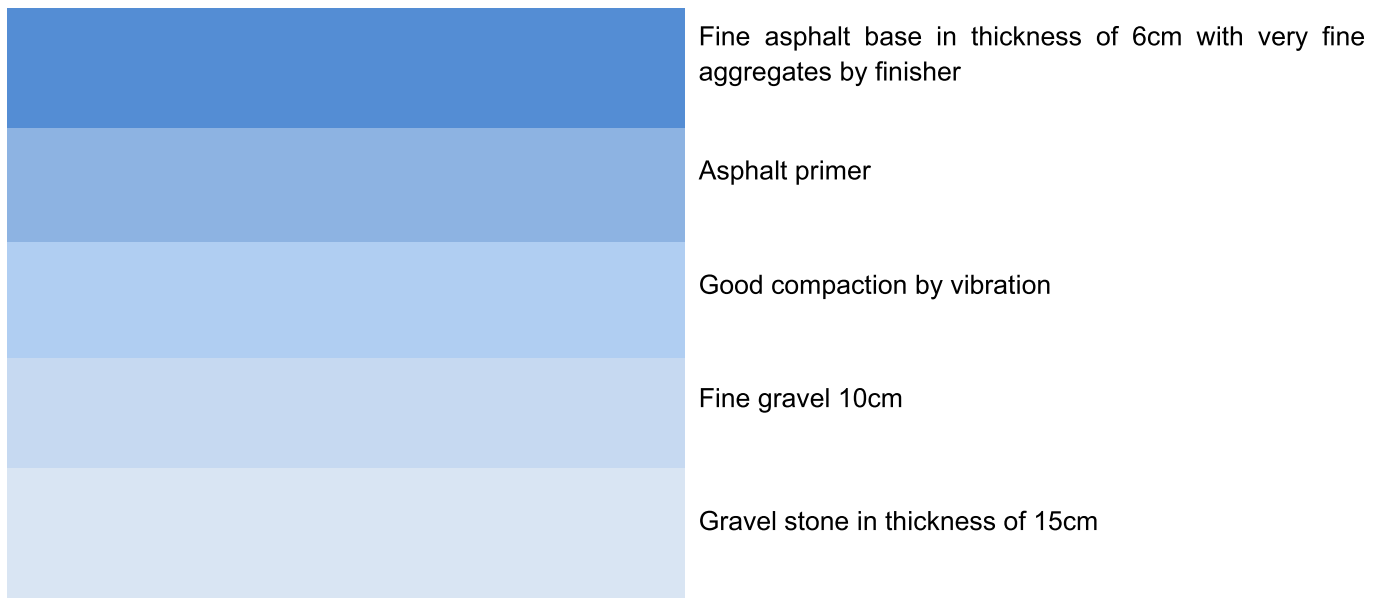 Fine asphalt base in thickness of 6cm with very fine
aggregates by finisher
Asphalt primer
Good compaction by vibration
Fine gravel 10cm
Gravel stone in thickness of 15cm